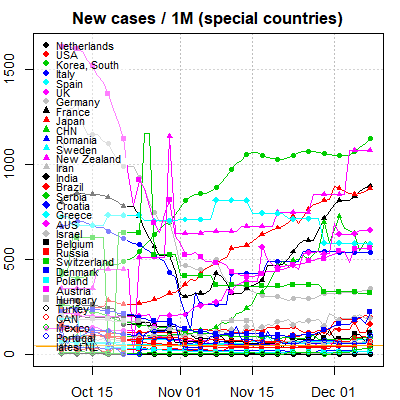 New cases / 1M (special countries)
1500
1000
500
0
Netherlands
USA
Korea, South
Italy
Spain
UK
Germany
France
Japan
CHN
Romania
Sweden
New Zealand
Iran
India
Brazil
Serbia
Croatia
Greece
AUS
Israel
Belgium
Russia
Switzerland
Denmark
Poland
Austria
Hungary
Turkey
CAN
Mexico
Portugal
latest NL
Oct 15
Nov 01
Nov 15
Dec 01